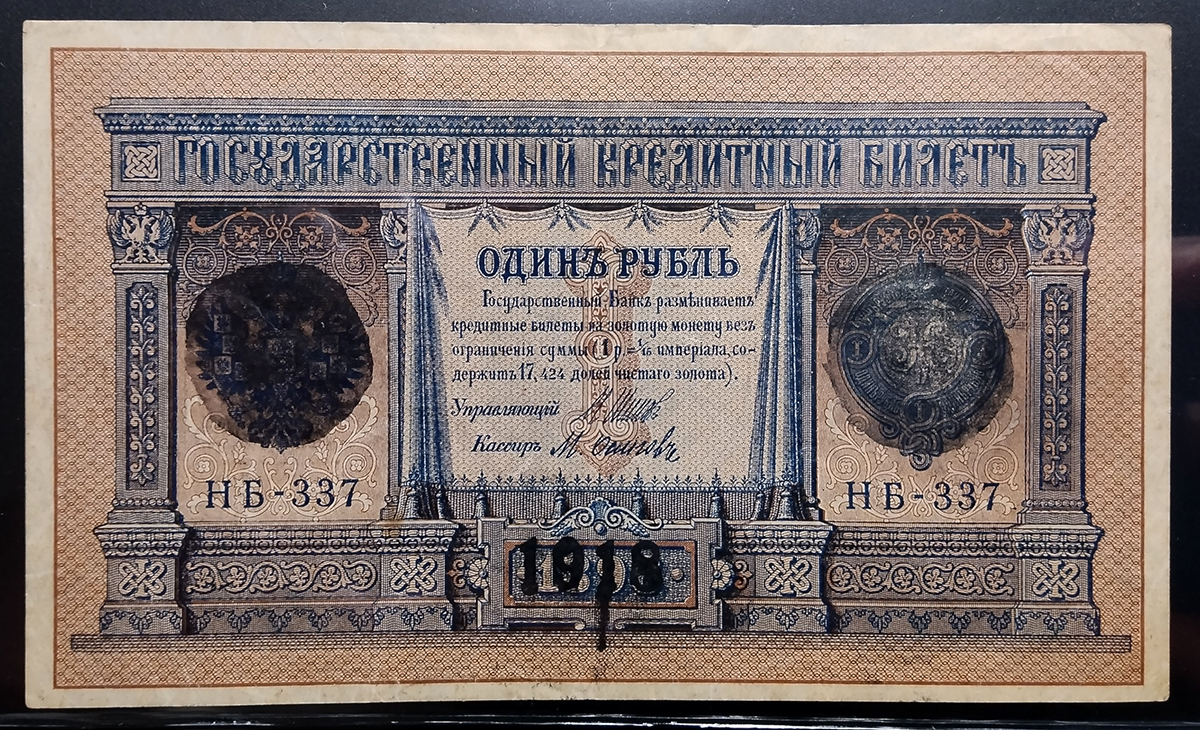 ГОСУДАРСТВЕННЫЙ КРЕДИТНЫЙ БИЛЕТЪ
ОДИНЪ РУБЛЬ
Государственный Банкъ размѣниваетъ
кредитные билеты на золотую монету безъ
ограниченія суммы (1 р.=1/15 имперіала, со-
держитъ 17,424 долей чистаго золота).
Управляющій
Кассиръ
НБ-337
НБ-337
1918